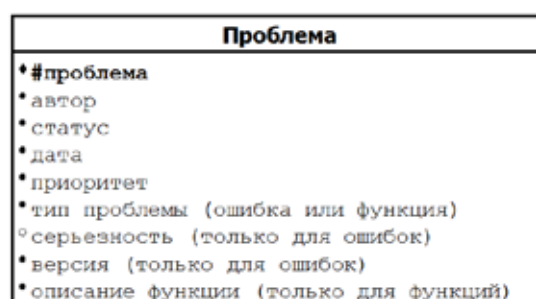 Проблема
#проблема
автор
статус
дата
приоритет
тип проблемы (ошибка или функция)
серьезность (только для ошибок)
версия (только для ошибок)
описание функции (только для функций)